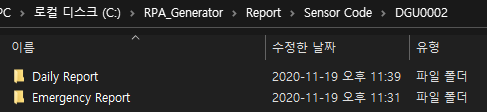 PC > 로컬 디스크 (C:) > RPA_Generator > Report > Sensor Code > DGU0002
이름 수정한 날짜 유형
Daily Report 2020-11-19 오후 11:39 파일 폴더
Emergency Report 2020-11-19 오후 11:31 파일 폴더